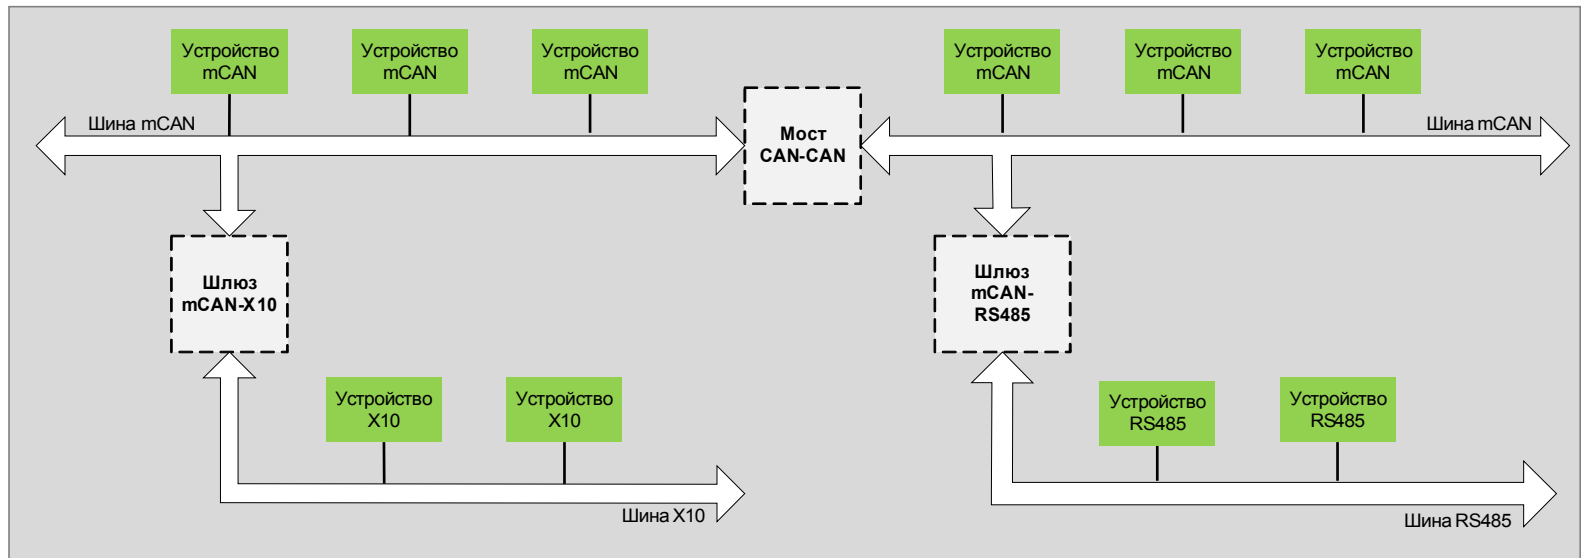 Устройство
mCAN
Устройство
mCAN
Устройство
mCAN
Устройство
mCAN
Устройство
mCAN
Устройство
mCAN
Шина mCAN
Мост
CAN-CAN
Шина mCAN
Шлюз
mCAN-X10
Шлюз
mCAN-
RS485
Устройство
X10
Устройство
X10
Устройство
RS485
Устройство
RS485
Шина X10
Шина RS485